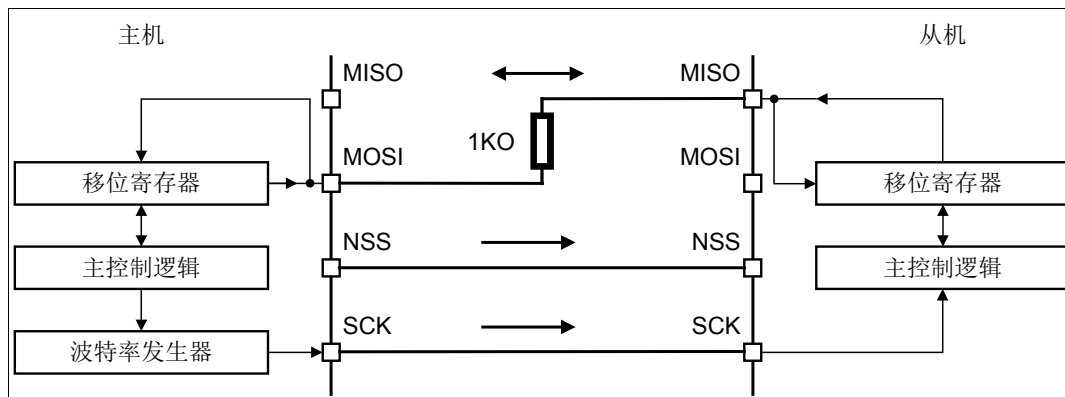 主机
从机
MISO
MISO
1KO
MOSI
MOSI
移位寄存器
移位寄存器
NSS
NSS
主控制逻辑
主控制逻辑
SCK
SCK
波特率发生器